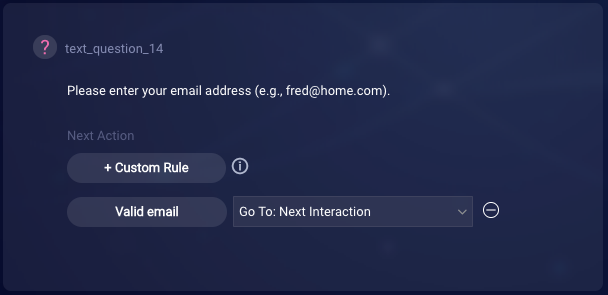 ? text_question_14
Please enter your email address (e.g., fred@home.com).
Next Action
+ Custom Rule
Valid email Go To: Next Interaction